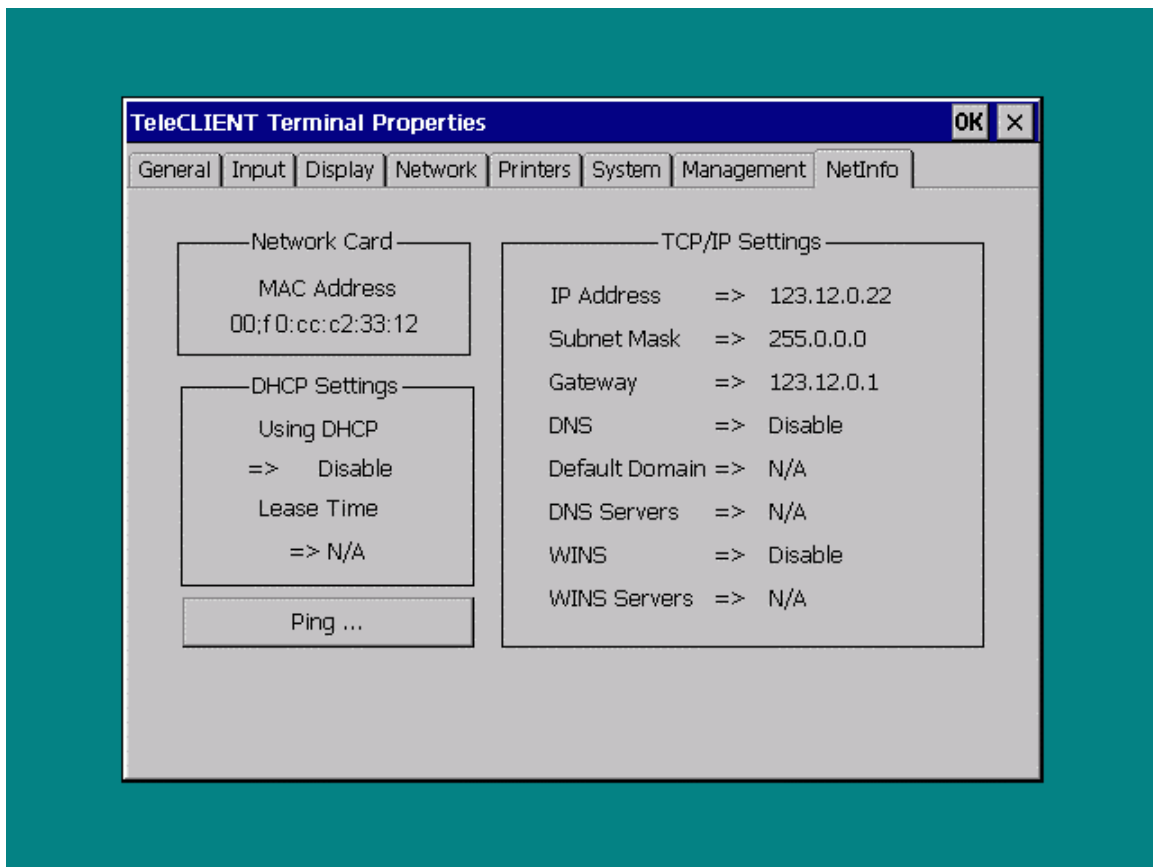 TeleCLIENT Terminal Properties OK ×
General Input Display Network Printers System Management NetInfo
Network Card
MAC Address
00;f0:cc:c2:33:12
DHCP Settings
Using DHCP
=> Disable
Lease Time
=> N/A
Ping ...
TCP/IP Settings
IP Address => 123.12.0.22
Subnet Mask => 255.0.0.0
Gateway => 123.12.0.1
DNS => Disable
Default Domain => N/A
DNS Servers => N/A
WINS => Disable
WINS Servers => N/A